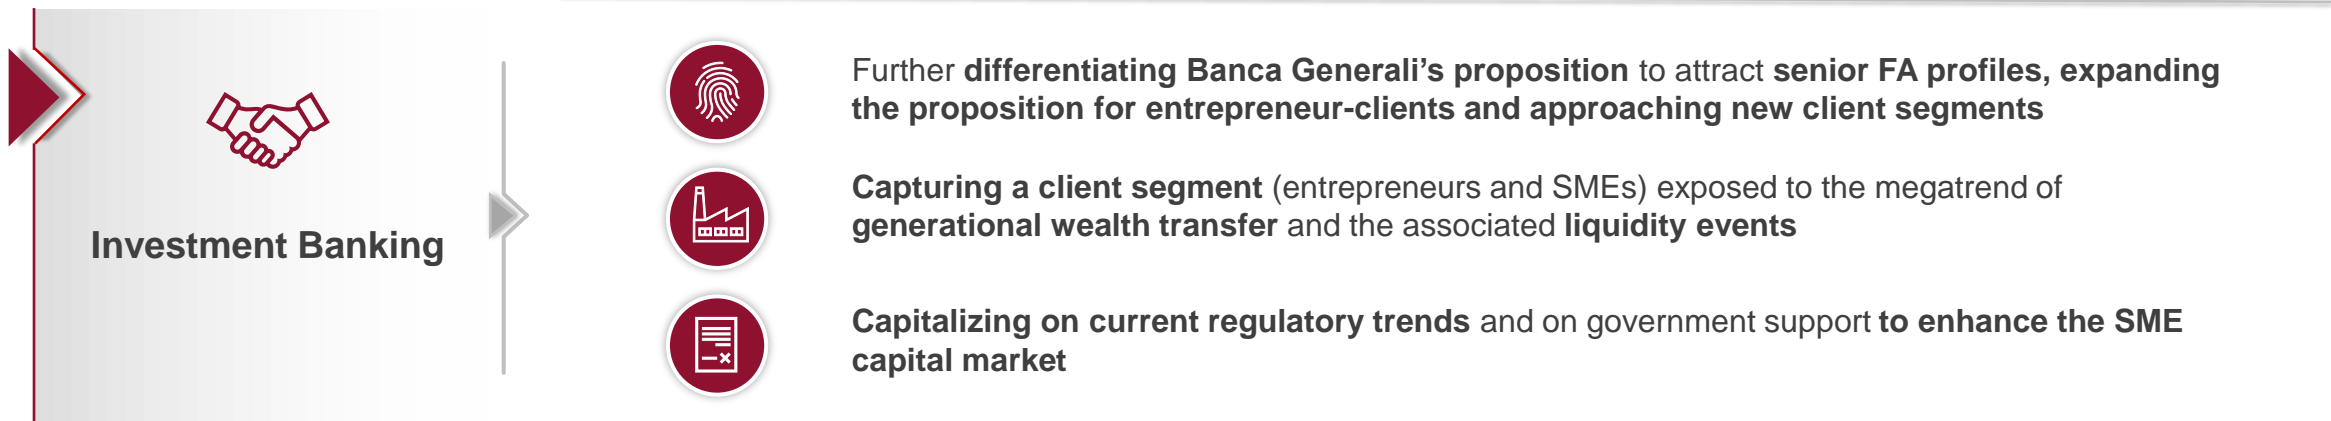 Investment Banking
Further differentiating Banca Generali's proposition to attract senior FA profiles, expanding
the proposition for entrepreneur-clients and approaching new client segments
Capturing a client segment (entrepreneurs and SMEs) exposed to the megatrend of
generational wealth transfer and the associated liquidity events
Capitalizing on current regulatory trends and on government support to enhance the SME
capital market